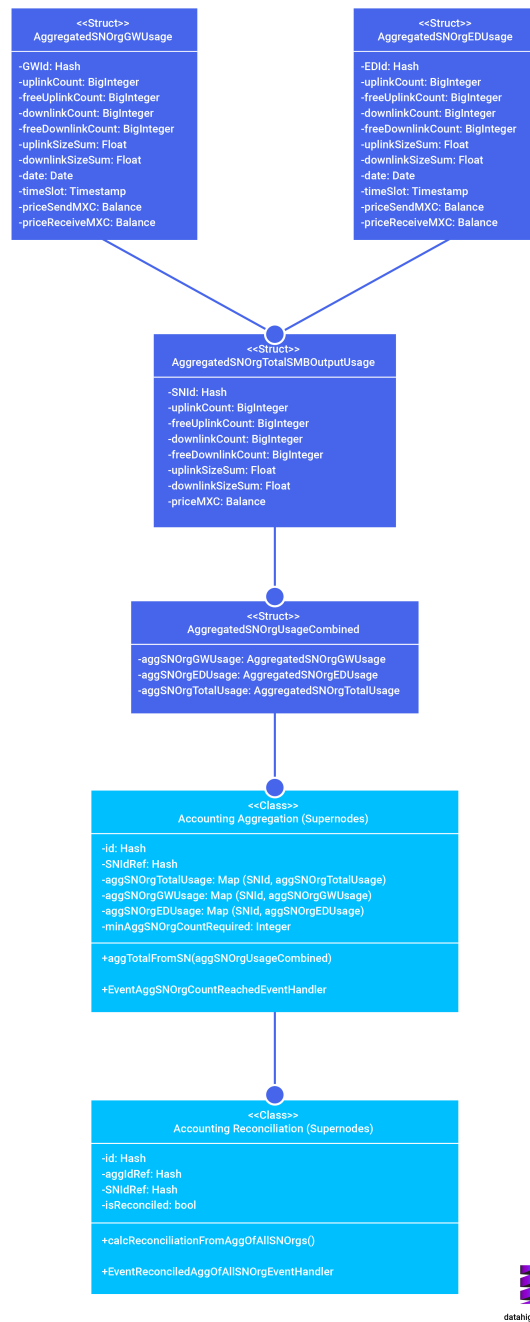 <<Struct>>
AggregatedSNOrgGWUsage
-GWId: Hash
-uplinkCount: BigInteger
-freeUplinkCount: BigInteger
-downlinkCount: BigInteger
-freeDownlinkCount: BigInteger
-uplinkSizeSum: Float
-downlinkSizeSum: Float
-date: Date
-timeSlot: Timestamp
-priceSendMXC: Balance
-priceReceiveMXC: Balance
<<Struct>>
AggregatedSNOrgEDUsage
-EDId: Hash
-uplinkCount: BigInteger
-freeUplinkCount: BigInteger
-downlinkCount: BigInteger
-freeDownlinkCount: BigInteger
-uplinkSizeSum: Float
-downlinkSizeSum: Float
-date: Date
-timeSlot: Timestamp
-priceSendMXC: Balance
-priceReceiveMXC: Balance
<<Struct>>
AggregatedSNOrgTotalSMBOutputUsage
-SNId: Hash
-uplinkCount: BigInteger
-freeUplinkCount: BigInteger
-downlinkCount: BigInteger
-freeDownlinkCount: BigInteger
-uplinkSizeSum: Float
-downlinkSizeSum: Float
-priceMXC: Balance
<<Struct>>
AggregatedSNOrgUsageCombined
-aggSNOrgGWUsage: AggregatedSNOrgGWUsage
-aggSNOrgEDUsage: AggregatedSNOrgEDUsage
-aggSNOrgTotalUsage: AggregatedSNOrgTotalUsage
<<Class>>
Accounting Aggregation (Supernodes)
-id: Hash
-SNIdRef: Hash
-aggSNOrgTotalUsage: Map (SNId, aggSNOrgTotalUsage)
-aggSNOrgGWUsage: Map (SNId, aggSNOrgGWUsage)
-aggSNOrgEDUsage: Map (SNId, aggSNOrgEDUsage)
-minAggSNOrgCountRequired: Integer
+aggTotalFromSN(aggSNOrgUsageCombined)
+EventAggSNOrgCountReachedEventHandler
<<Class>>
Accounting Reconciliation (Supernodes)
-id: Hash
-aggIdRef: Hash
-SNIdRef: Hash
-isReconciled: bool
+calcReconciliationFromAggOfAllSNOrgs()
+EventReconciledAggOfAllSNOrgEventHandler